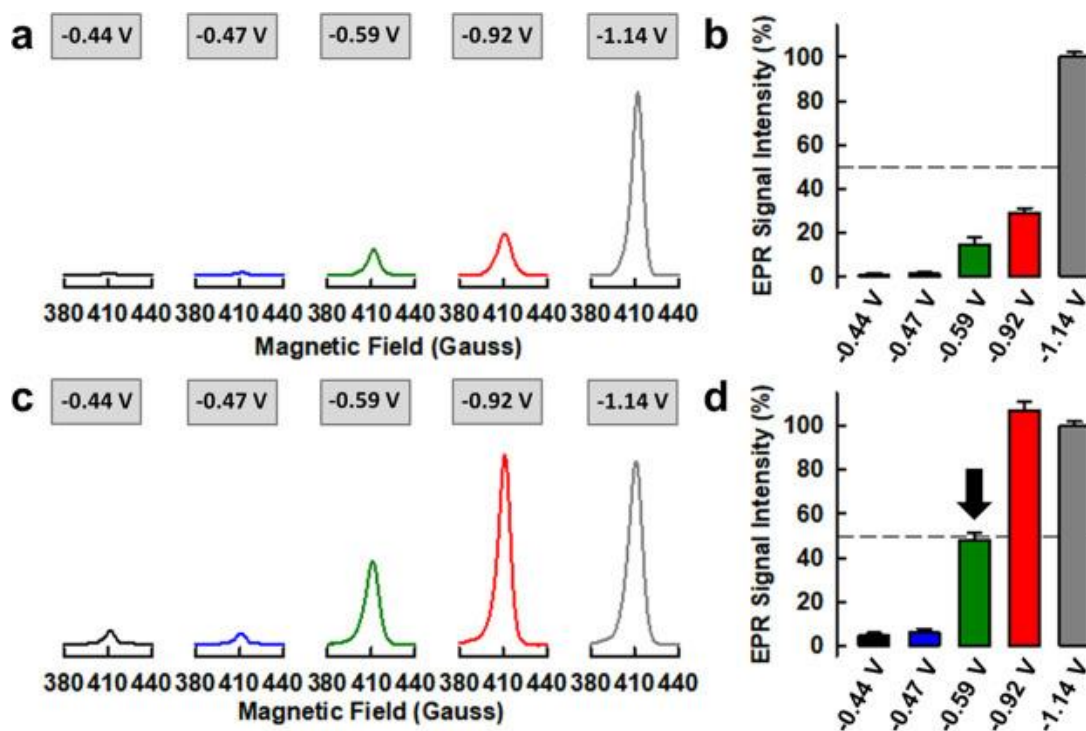 a
-0.44 V -0.47 V -0.59 V -0.92 V -1.14 V
380 410 440 380 410 440 380 410 440 380 410 440 380 410 440
Magnetic Field (Gauss)
b
EPR Signal Intensity (%)
100
80
60
40
20
0
-0.44 V -0.47 V -0.59 V -0.92 V -1.14 V
c
-0.44 V -0.47 V -0.59 V -0.92 V -1.14 V
380 410 440 380 410 440 380 410 440 380 410 440 380 410 440
Magnetic Field (Gauss)
d
EPR Signal Intensity (%)
100
80
60
40
20
0
-0.44 V -0.47 V -0.59 V -0.92 V -1.14 V